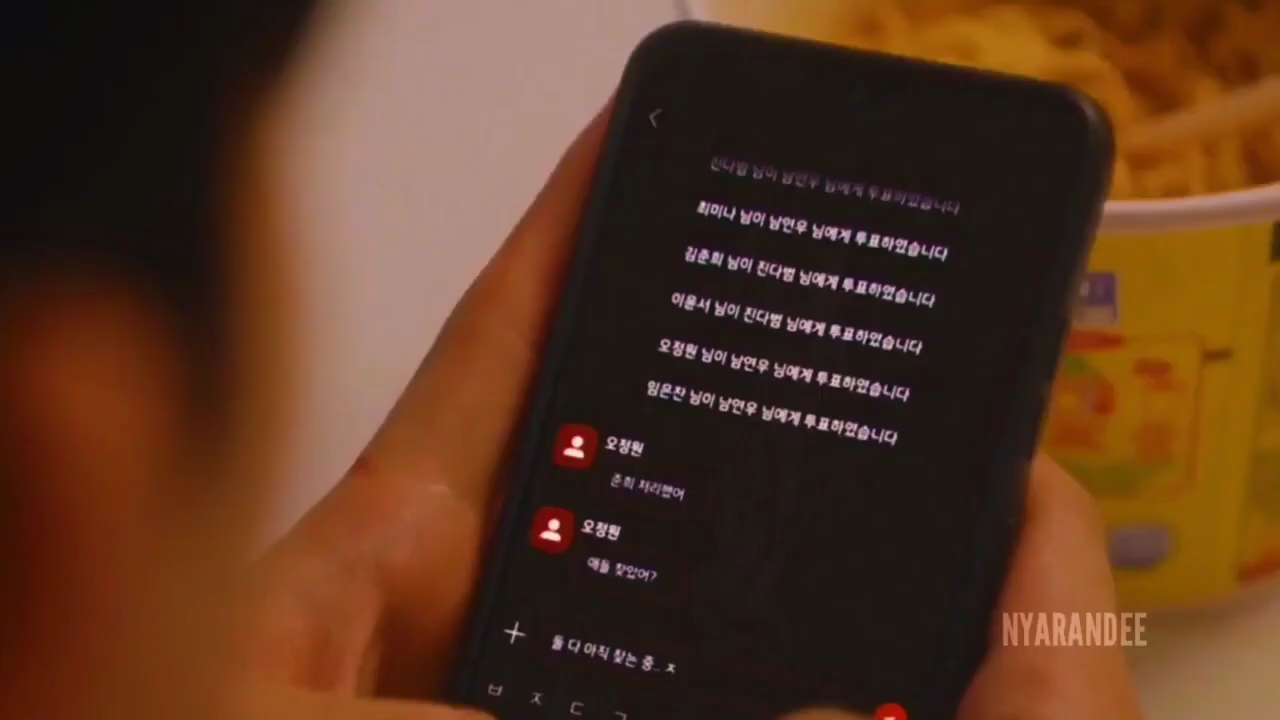 진다범 님이 남연우 님에게 투표하였습니다
최미나 님이 남연우 님에게 투표하였습니다
김준희 님이 진다범 님에게 투표하였습니다
이윤서 님이 진다범 님에게 투표하였습니다
오정원 님이 남연우 님에게 투표하였습니다
임은찬 님이 남연우 님에게 투표하였습니다
오정원
준희 처리했어
오정원
애들 찾았어?
둘 다 아직 찾는 중.. ㅈ
ㅂ ㅈ ㄷ ㄱ
NYARANDEE